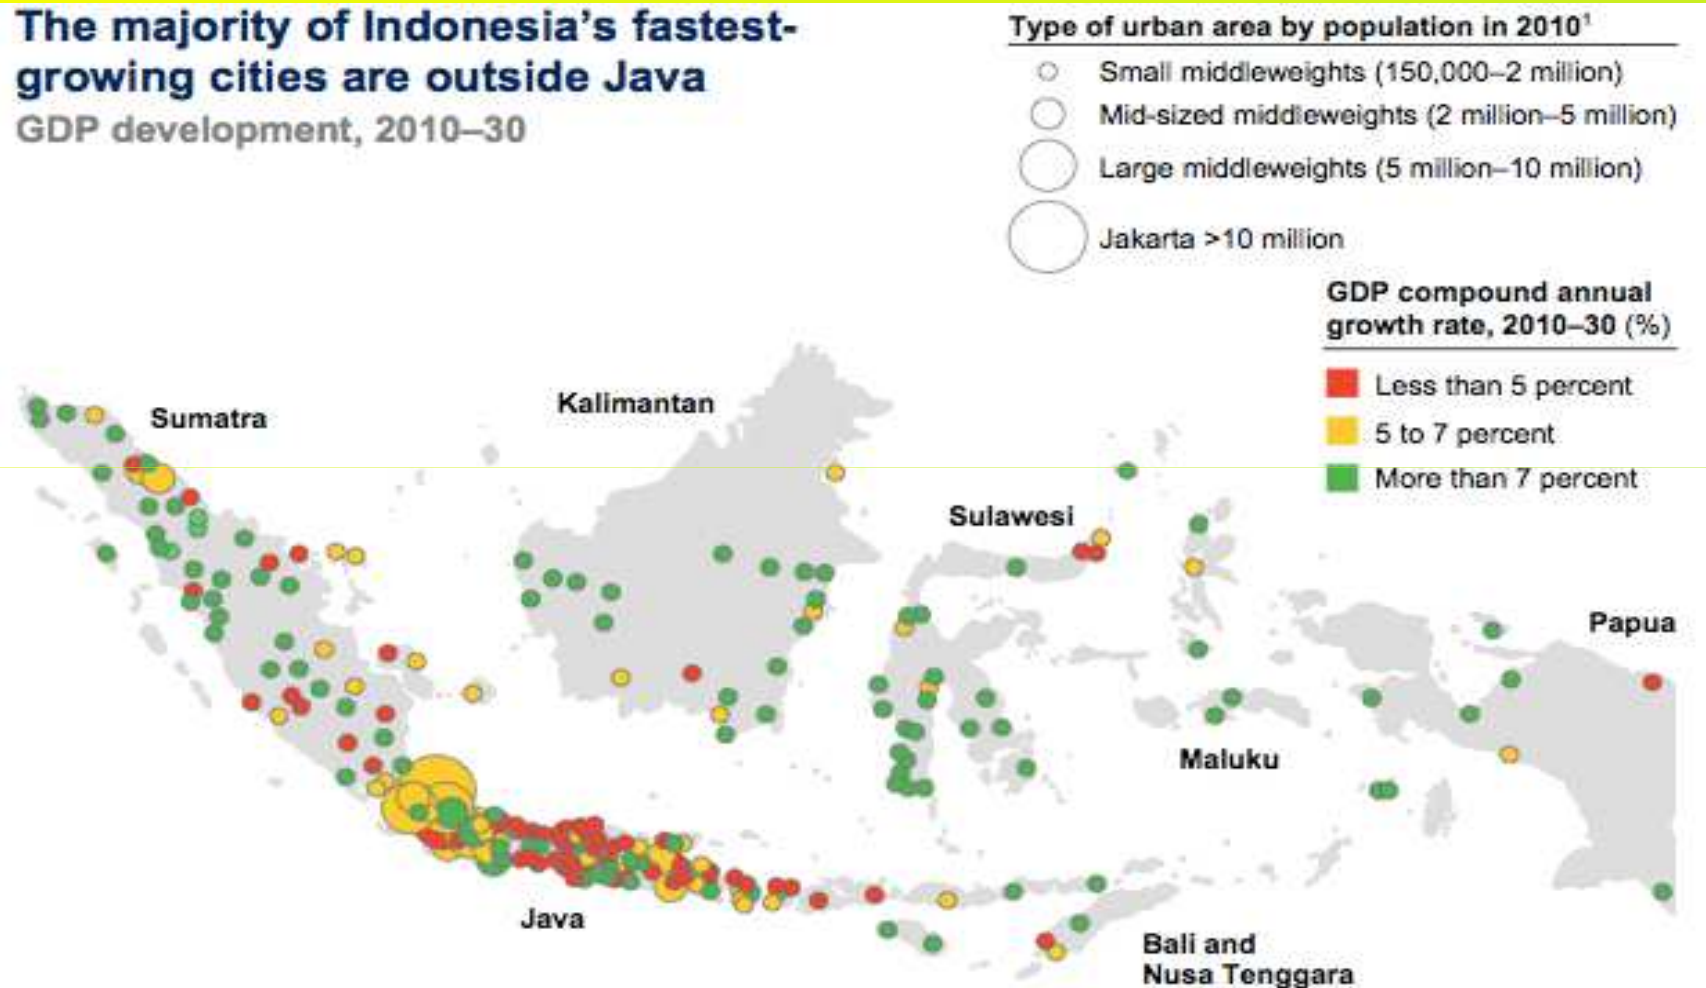 The majority of Indonesia's fastest-
growing cities are outside Java
GDP development, 2010–30
Type of urban area by population in 2010¹
Small middleweights (150,000–2 million)
Mid-sized middleweights (2 million–5 million)
Large middleweights (5 million–10 million)
Jakarta >10 million
GDP compound annual
growth rate, 2010–30 (%)
Less than 5 percent
5 to 7 percent
More than 7 percent
Sumatra
Kalimantan
Sulawesi
Papua
Maluku
Java
Bali and
Nusa Tenggara